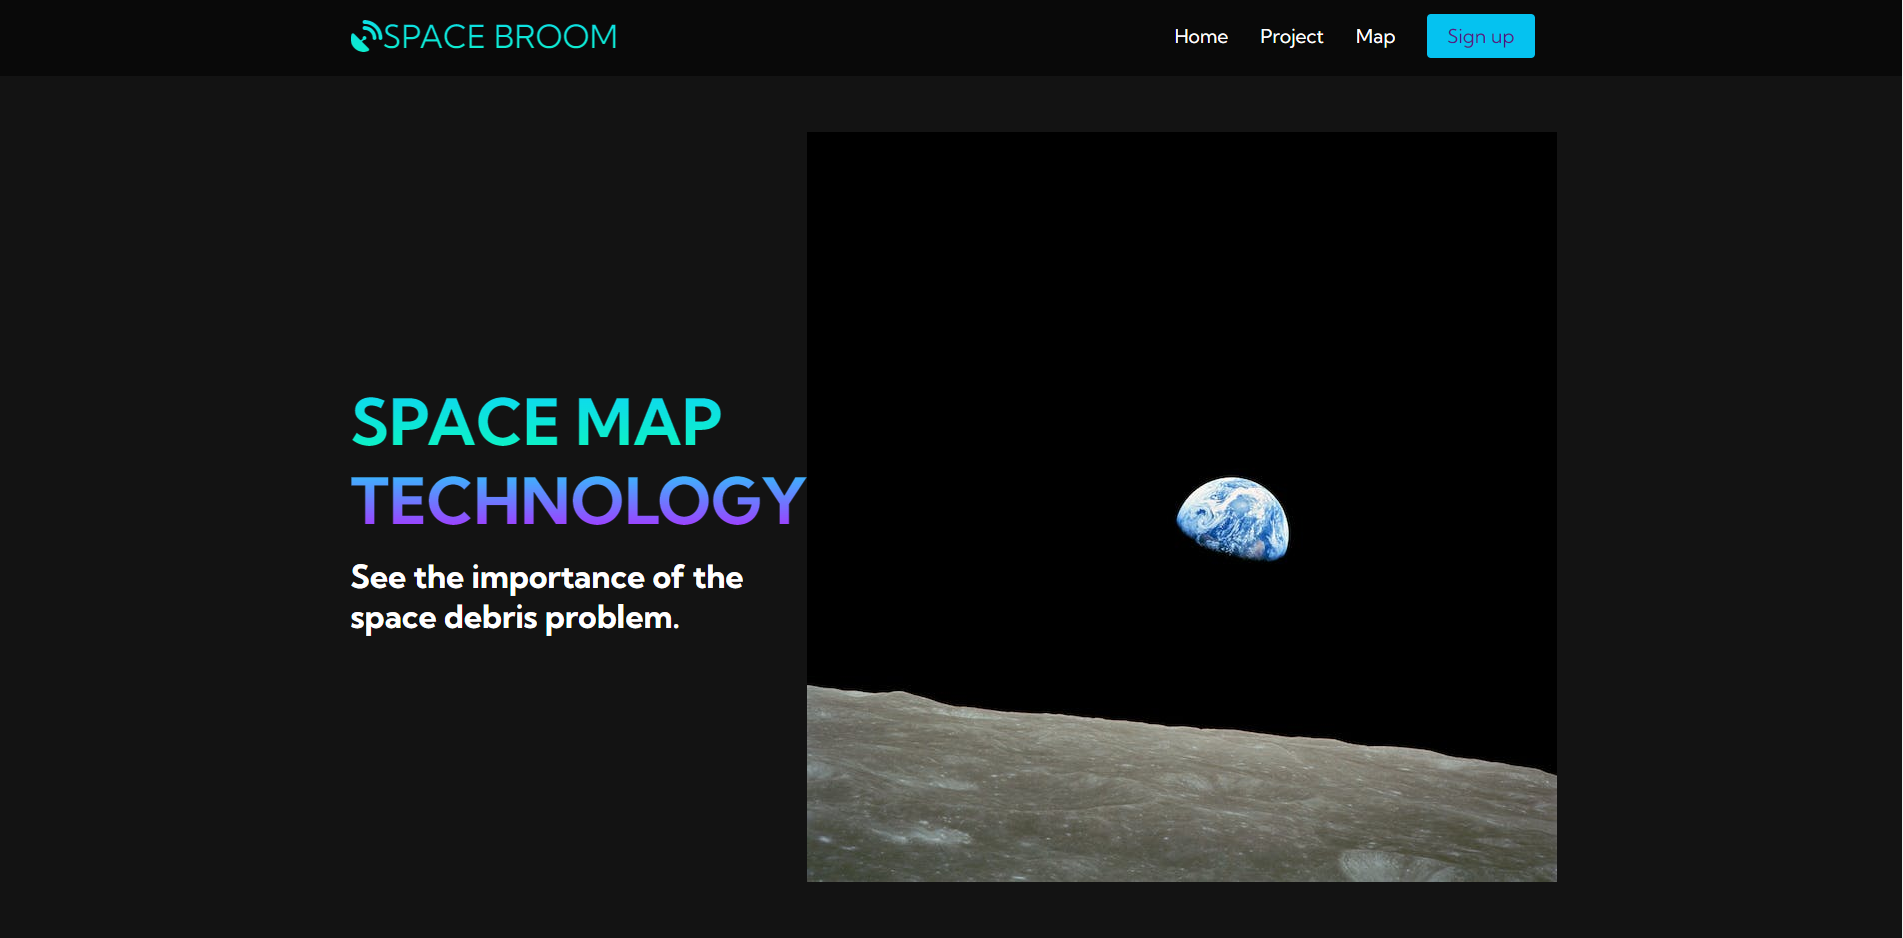 SPACE BROOM
Home
Project
Map
Sign up
SPACE MAP
TECHNOLOGY
See the importance of the
space debris problem.